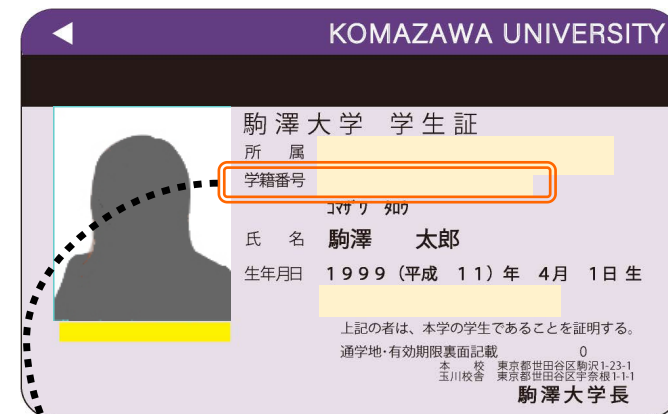 KOMAZAWA UNIVERSITY
駒澤大学 学生証
所 属
学籍番号
コマザワ タロウ
氏 名 駒澤 太郎
生年月日 1999(平成 11)年 4月 1日 生
上記の者は、本学の学生であることを証明する。
通学地・有効期限裏面記載 0
本 校 東京都世田谷区駒沢1-23-1
玉川校舎 東京都世田谷区宇奈根1-1-1
駒澤大学長